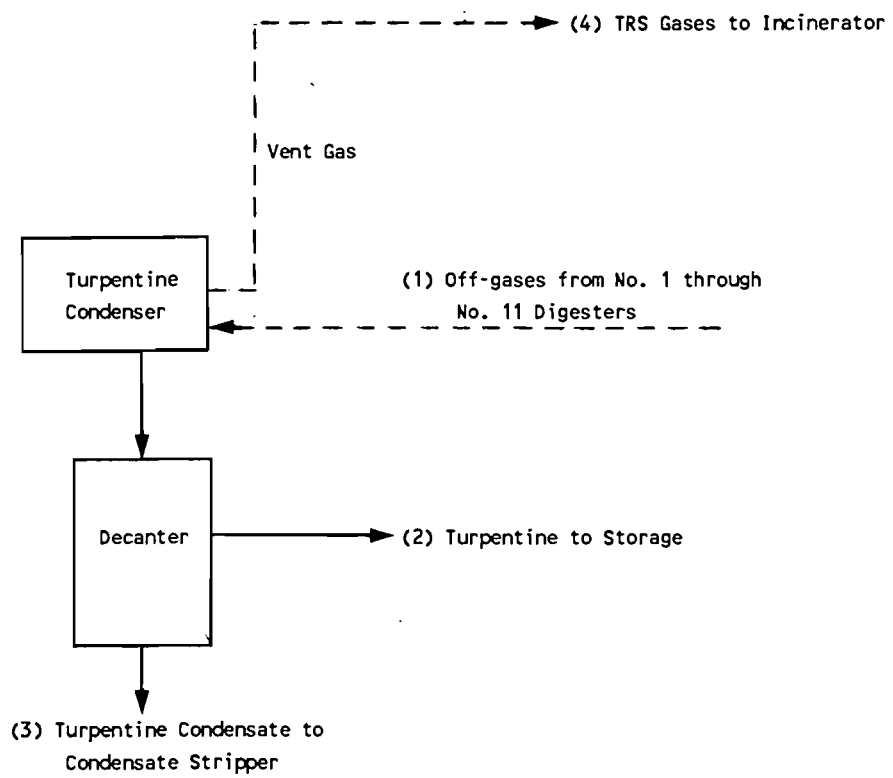 (4) TRS Gases to Incinerator
Vent Gas
Turpentine
Condenser
(1) Off-gases from No. 1 through
No. 11 Digesters
Decanter
(2) Turpentine to Storage
(3) Turpentine Condensate to
Condensate Stripper